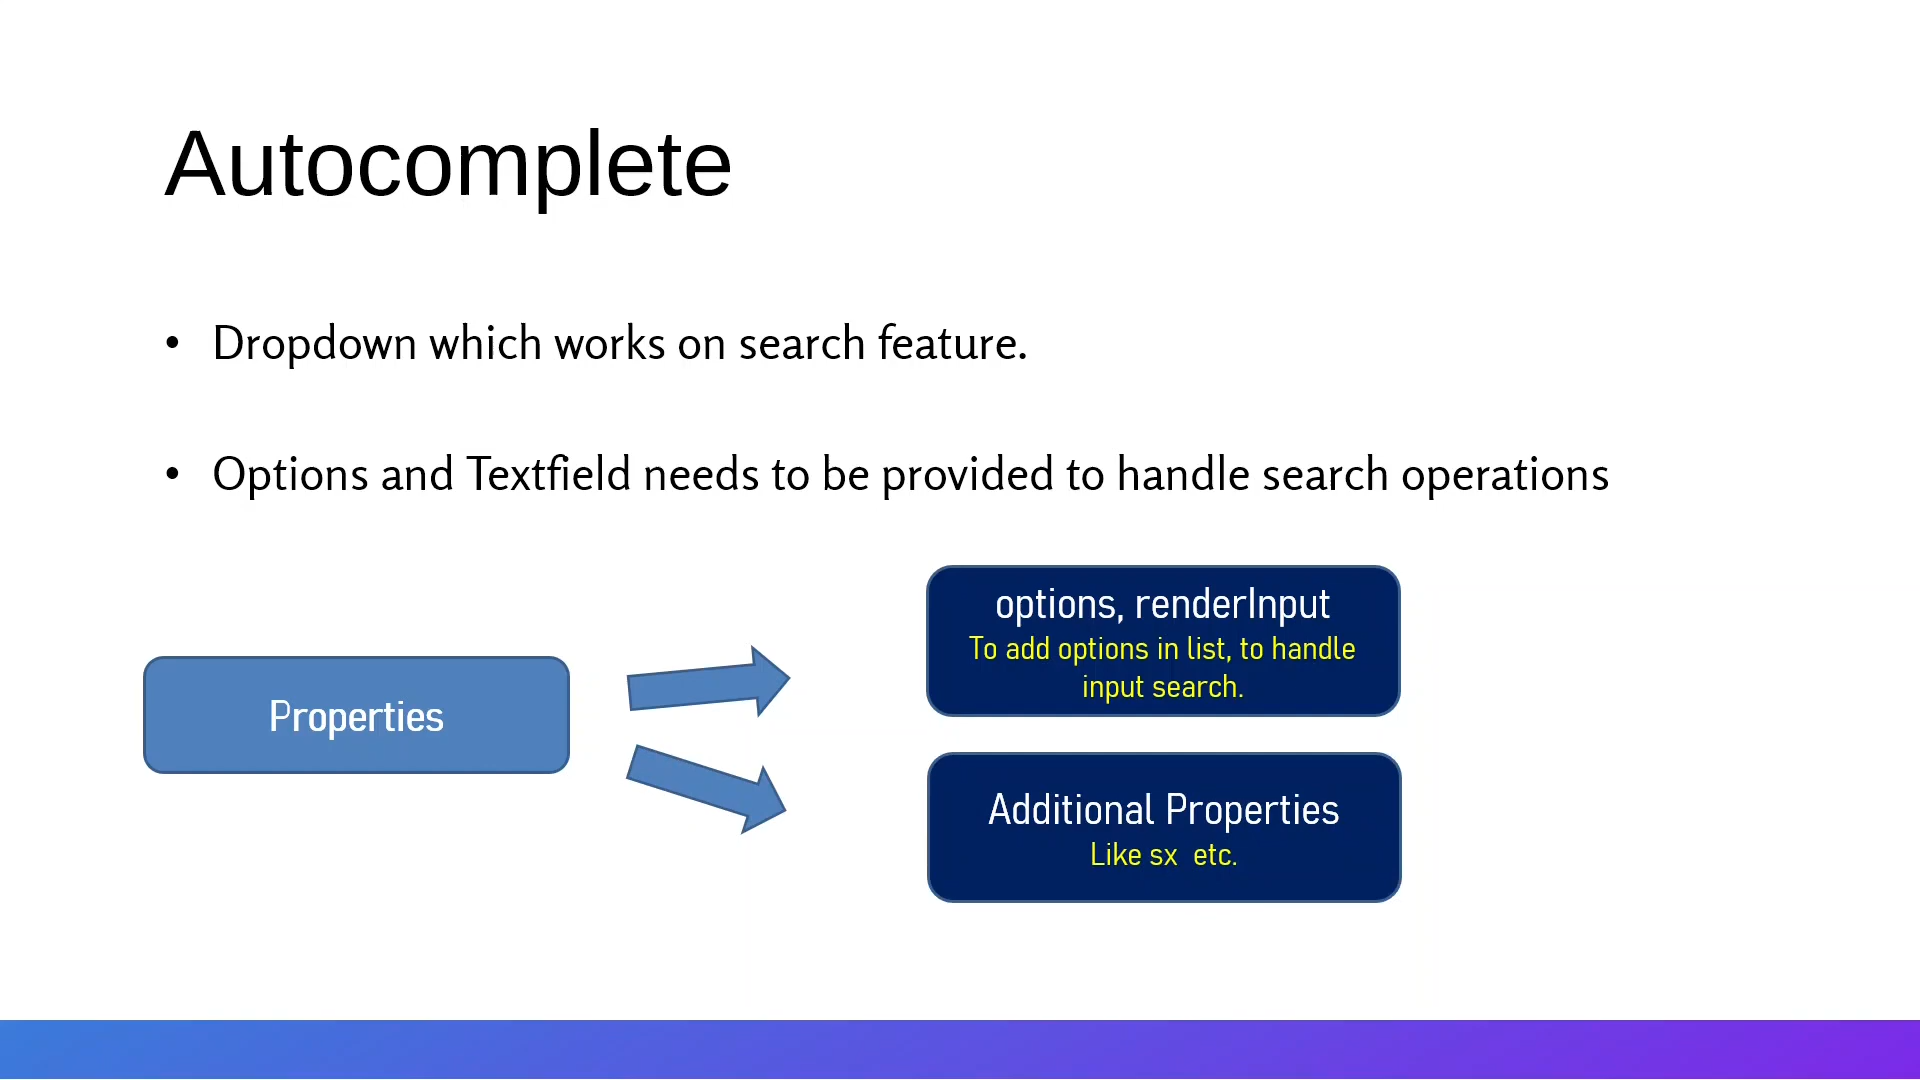 Autocomplete
• Dropdown which works on search feature.
• Options and Textfield needs to be provided to handle search operations
options, renderInput
To add options in list, to handle
input search.
Properties
Additional Properties
Like sx  etc.